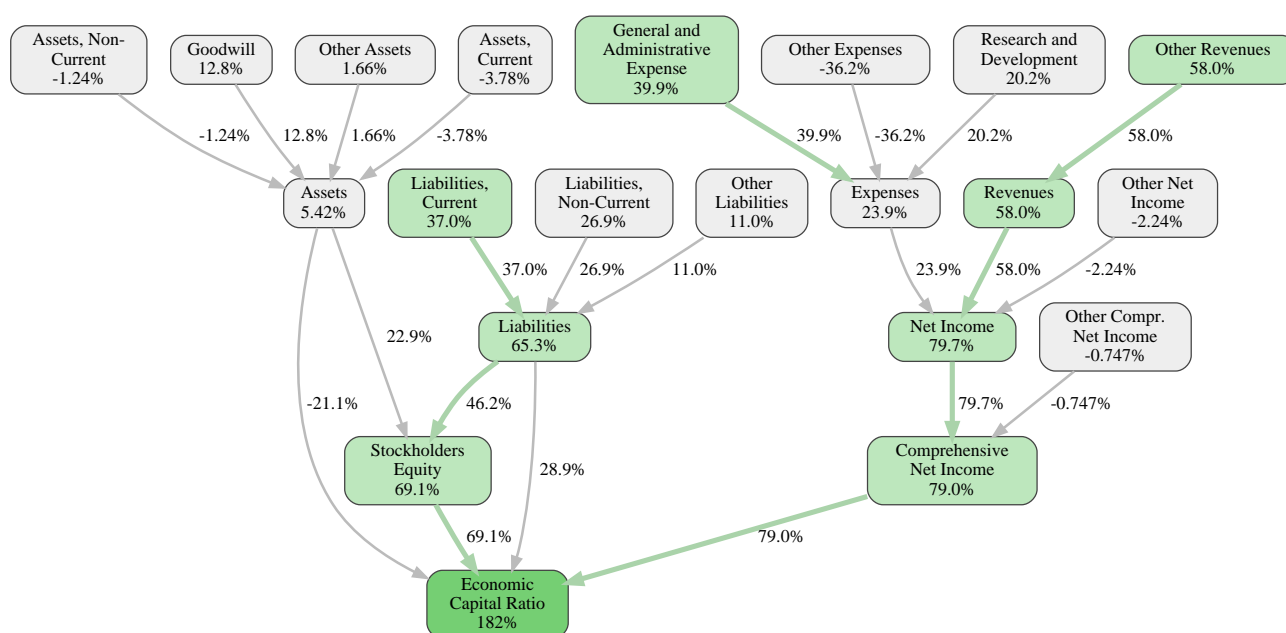 Assets, Non-
Current
-1.24%
Goodwill
12.8%
Other Assets
1.66%
Assets,
Current
-3.78%
General and
Administrative
Expense
39.9%
Other Expenses
-36.2%
Research and
Development
20.2%
Other Revenues
58.0%
-1.24%
12.8%
1.66%
-3.78%
39.9%
-36.2%
20.2%
58.0%
Assets
5.42%
Liabilities,
Current
37.0%
Liabilities,
Non-Current
26.9%
Other
Liabilities
11.0%
Expenses
23.9%
Revenues
58.0%
Other Net
Income
-2.24%
37.0%
26.9%
11.0%
23.9%
58.0%
-2.24%
22.9%
Liabilities
65.3%
Net Income
79.7%
Other Compr.
Net Income
-0.747%
-21.1%
46.2%
79.7%
-0.747%
Stockholders
Equity
69.1%
28.9%
Comprehensive
Net Income
79.0%
69.1%
79.0%
Economic
Capital Ratio
182%